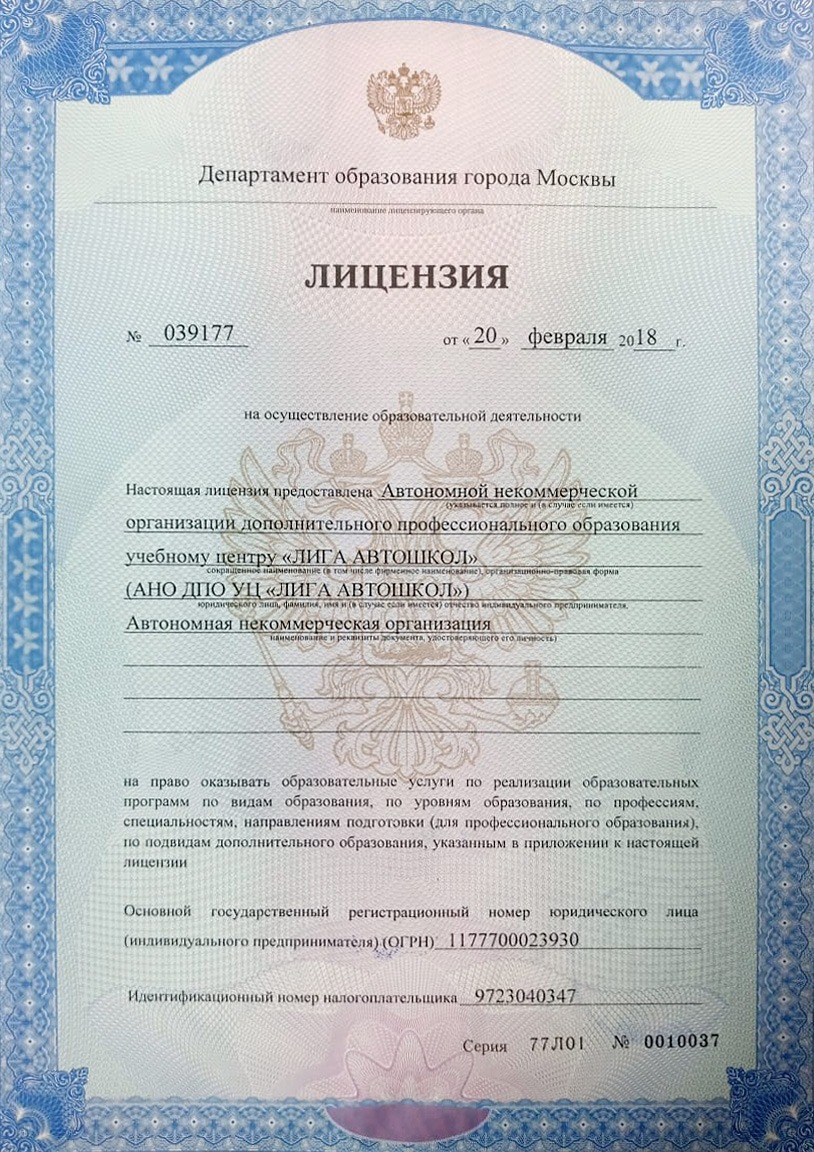 Департамент образования города Москвы
наименование лицензирующего органа
ЛИЦЕНЗИЯ
№ 039177 от «20» февраля 2018 г.
на осуществление образовательной деятельности
Настоящая лицензия предоставлена Автономной некоммерческой
(указывается полное и (в случае если имеется)
организации дополнительного профессионального образования
учебному центру «ЛИГА АВТОШКОЛ»
сокращенное наименование (в том числе фирменное наименование), организационно-правовая форма
(АНО ДПО УЦ «ЛИГА АВТОШКОЛ»)
юридического лица, фамилия, имя и (в случае если имеется) отчество индивидуального предпринимателя,
Автономная некоммерческая организация
наименование и реквизиты документа, удостоверяющего его личность)
на право оказывать образовательные услуги по реализации образовательных
программ по видам образования, по уровням образования, по профессиям,
специальностям, направлениям подготовки (для профессионального образования),
по подвидам дополнительного образования, указанным в приложении к настоящей
лицензии
Основной государственный регистрационный номер юридического лица
(индивидуального предпринимателя) (ОГРН) 1177700023930
Идентификационный номер налогоплательщика 9723040347
Серия 77Л01 № 0010037